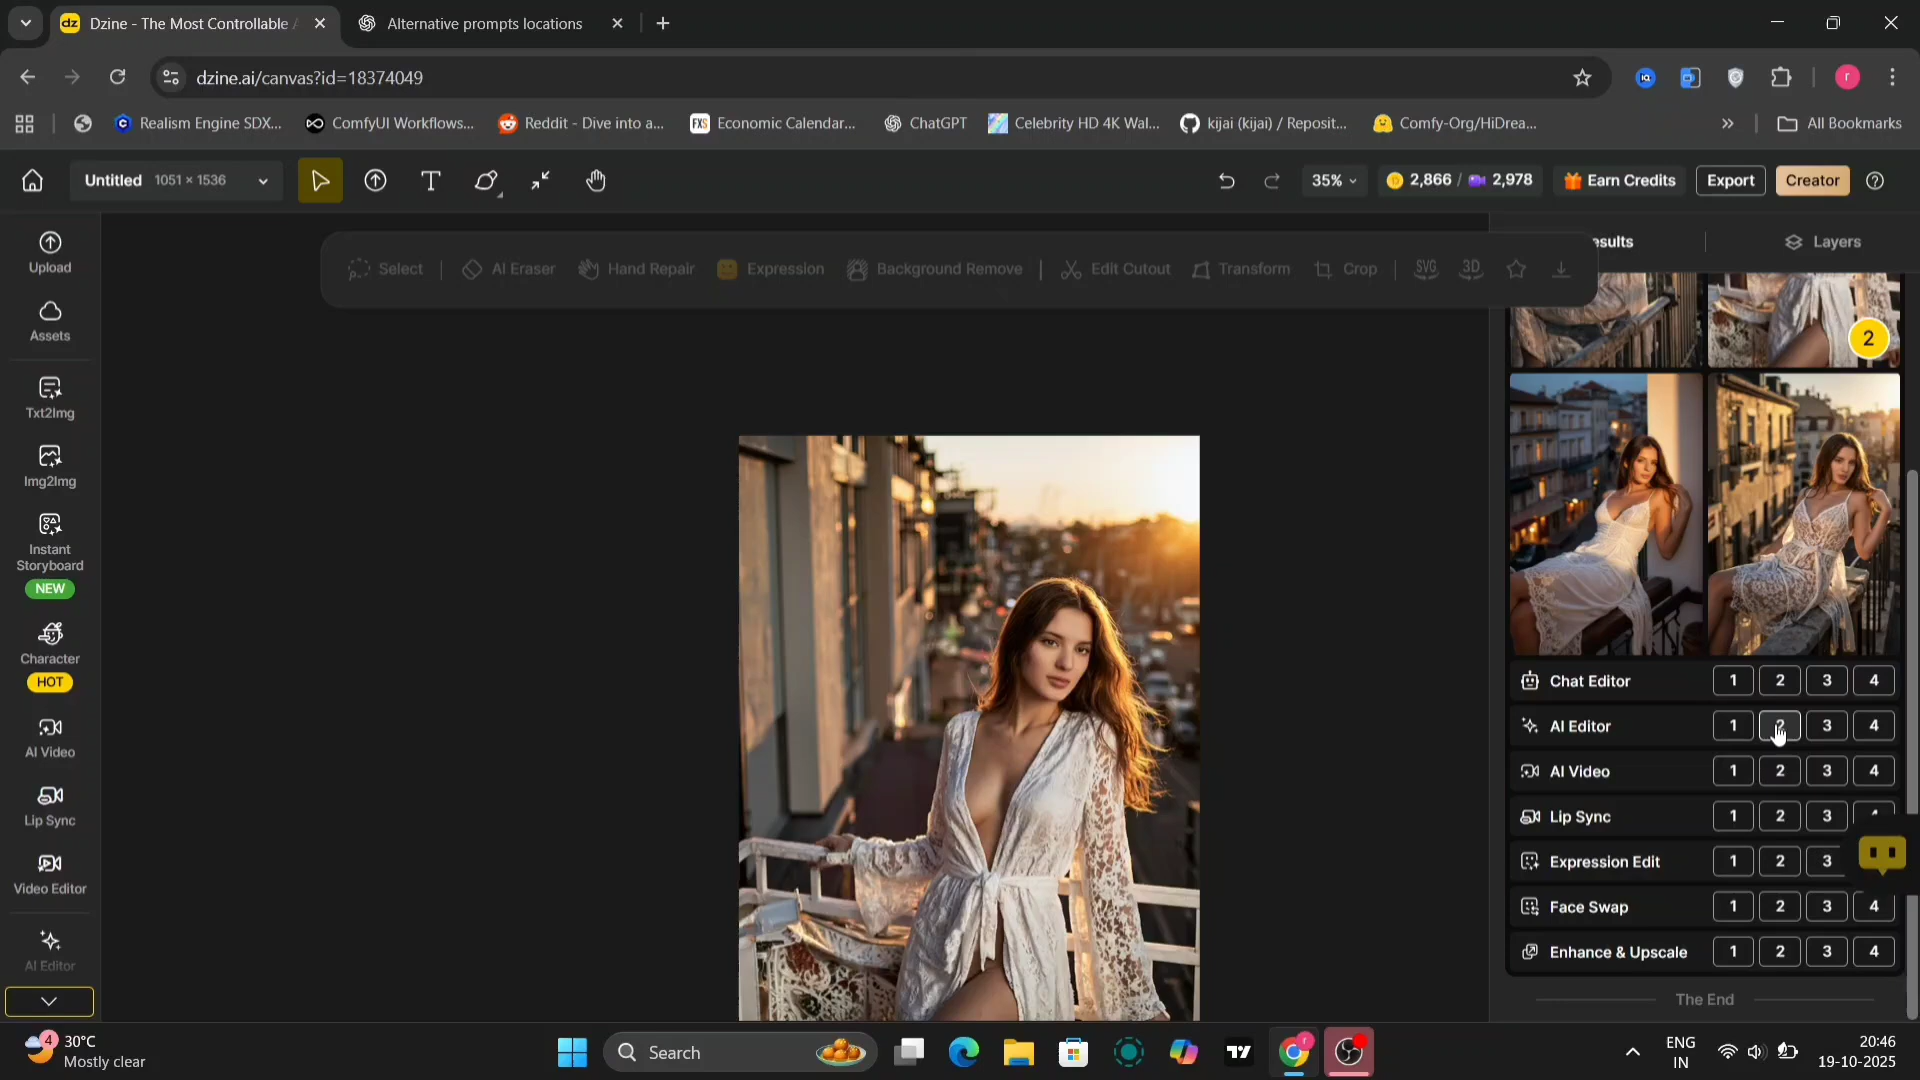 dz Dzine - The Most Controllable
Alternative prompts locations
dzine.ai/canvas?id=18374049
r
Realism Engine SDX...
ComfyUI Workflows...
Reddit - Dive into a...
Economic Calendar...
ChatGPT
Celebrity HD 4K Wal...
kijai (kijai) / Reposit...
Comfy-Org/HiDrea...
»
All Bookmarks
Untitled 1051 × 1536
35%
2,866 / 2,978
Earn Credits
Export
Creator
Upload
Assets
Txt2Img
Img2Img
Instant
Storyboard
NEW
Character
HOT
AI Video
Lip Sync
Video Editor
AI Editor
Select
AI Eraser
Hand Repair
Expression
Background Remove
Edit Cutout
Transform
Crop
SVG
3D
esults
Layers
2
Chat Editor 1 2 3 4
AI Editor 1 2 3 4
AI Video 1 2 3 4
Lip Sync 1 2 3
Expression Edit 1 2 3
Face Swap 1 2 3 4
Enhance & Upscale 1 2 3 4
The End
4
30°C
Mostly clear
Search
ENG
IN
20:46
19-10-2025